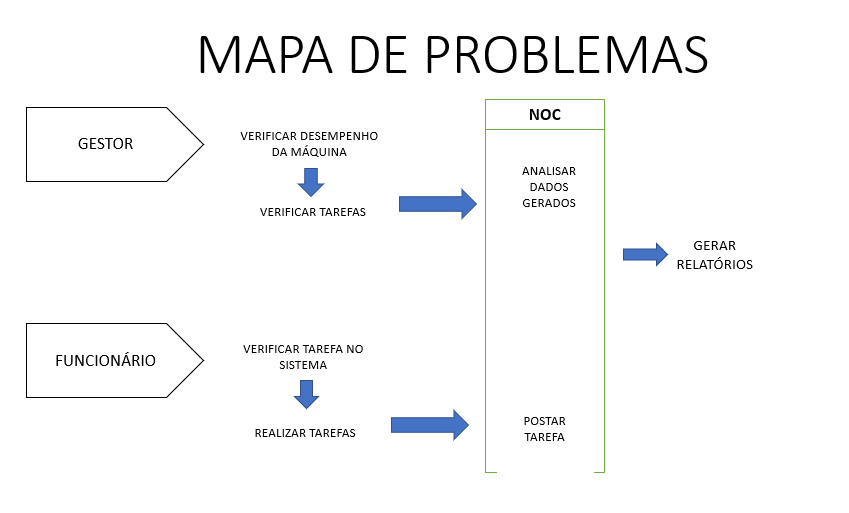 MAPA DE PROBLEMAS
GESTOR
VERIFICAR DESEMPENHO
DA MÁQUINA
VERIFICAR TAREFAS
NOC
ANALISAR
DADOS
GERADOS
GERAR
RELATÓRIOS
FUNCIONÁRIO
VERIFICAR TAREFA NO
SISTEMA
REALIZAR TAREFAS
POSTAR
TAREFA